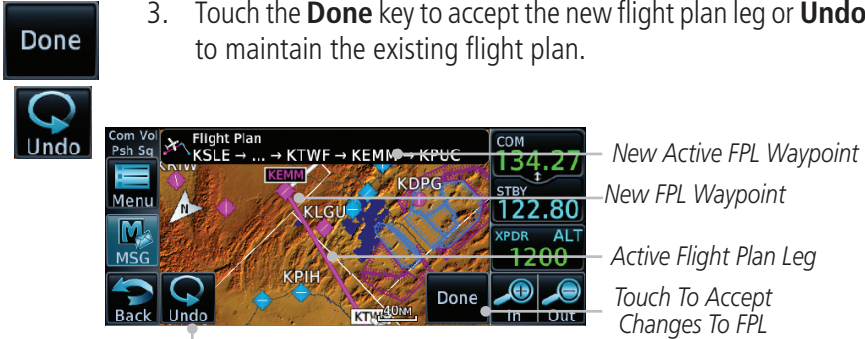 Done
3. Touch the Done key to accept the new flight plan leg or Undo
to maintain the existing flight plan.
Undo
Com Vol
Psh Sq
Flight Plan
KSLE → ... → KTWF → KEMM → KPUC
COM
134.27
New Active FPL Waypoint
KRIW
KEMM
KDPG
STBY
122.80
New FPL Waypoint
Menu
N
KLGU
XPDR ALT
1200
Active Flight Plan Leg
MSG
KPIH
Touch To Accept
Changes To FPL
Back
Undo
40NM
Done
In
Out